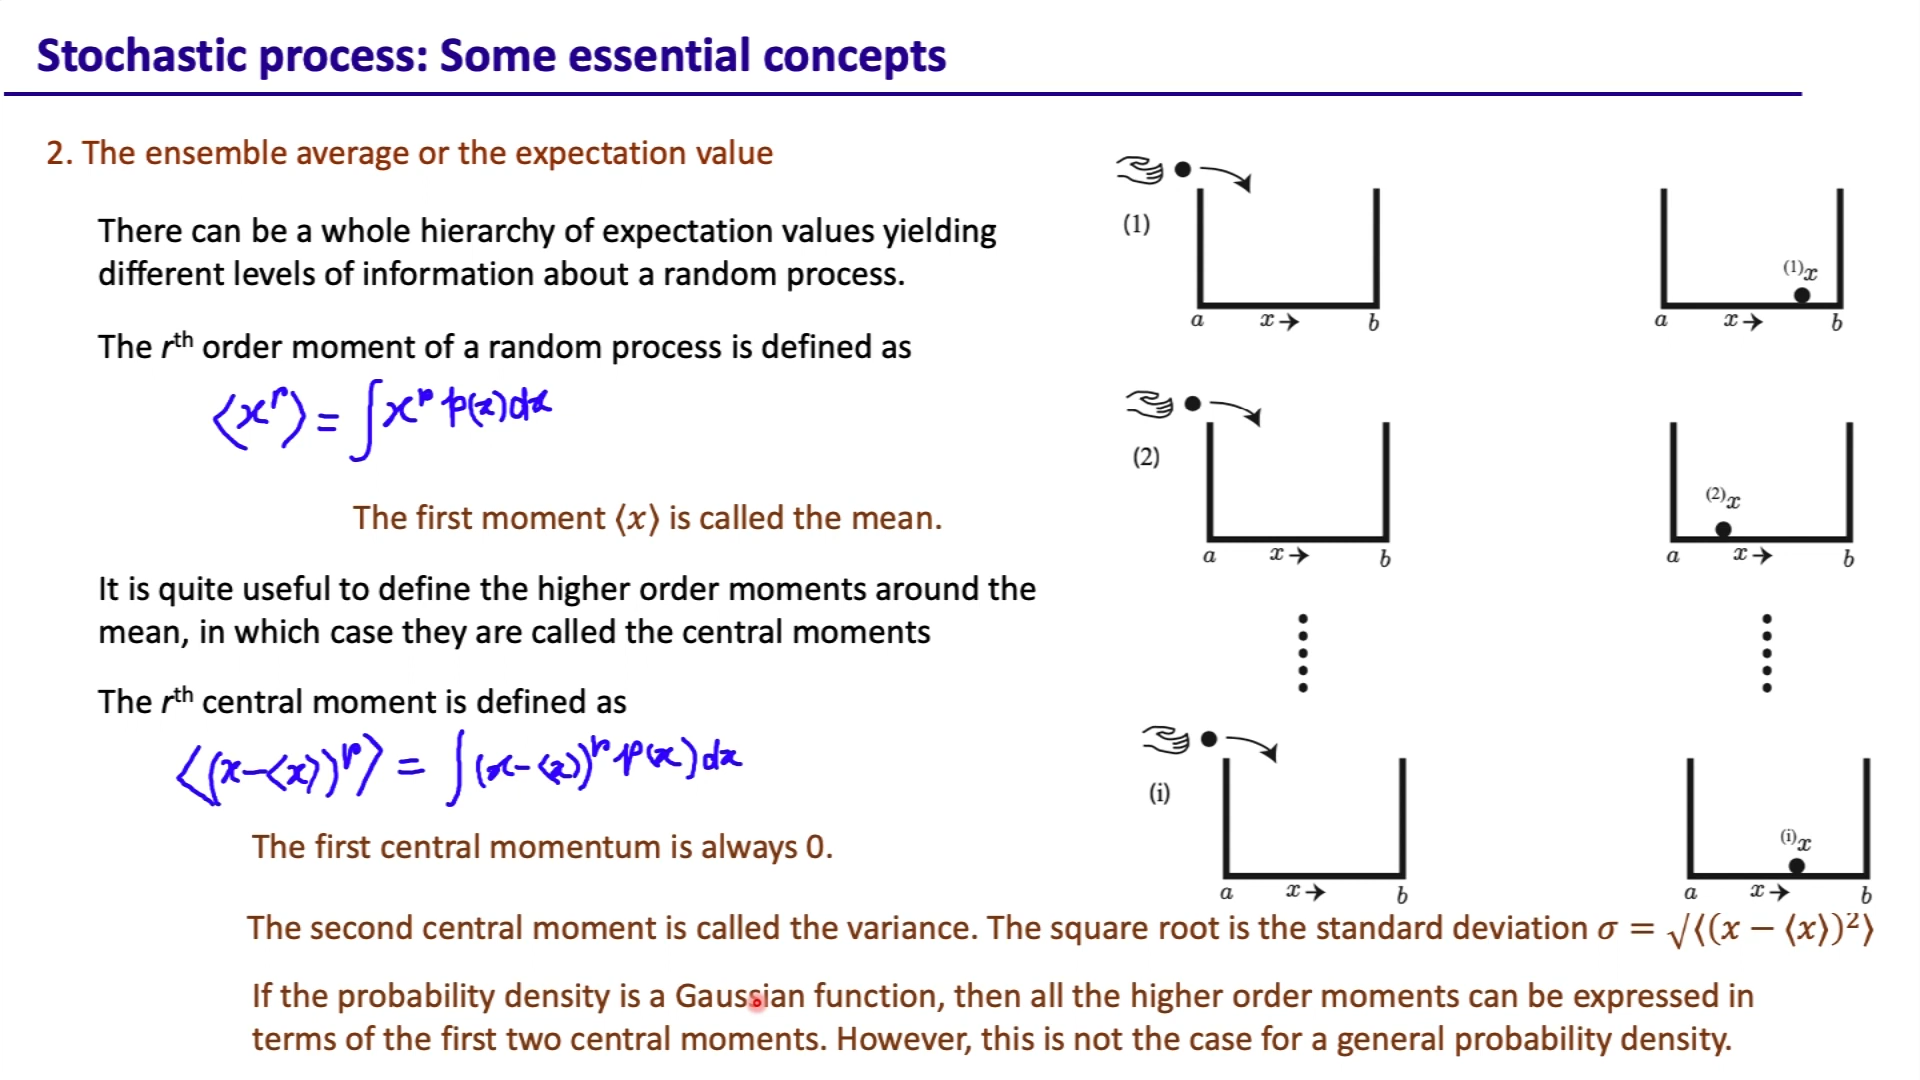 Stochastic process: Some essential concepts
2. The ensemble average or the expectation value
There can be a whole hierarchy of expectation values yielding
different levels of information about a random process.
The rth order moment of a random process is defined as
⟨xʳ⟩ = ∫xʳ p(x)dx
The first moment ⟨x⟩ is called the mean.
It is quite useful to define the higher order moments around the
mean, in which case they are called the central moments
The rth central moment is defined as
⟨(x-⟨x⟩)ʳ⟩ = ∫(x-⟨x⟩)ʳ p(x)dx
The first central momentum is always 0.
The second central moment is called the variance. The square root is the standard deviation σ = √⟨(x − ⟨x⟩)²⟩
If the probability density is a Gaussian function, then all the higher order moments can be expressed in
terms of the first two central moments. However, this is not the case for a general probability density.
(1)
a x→ b
(1)x
a x→ b
(2)
a x→ b
(2)x
a x→ b
(i)
a x→ b
(i)x
a x→ b